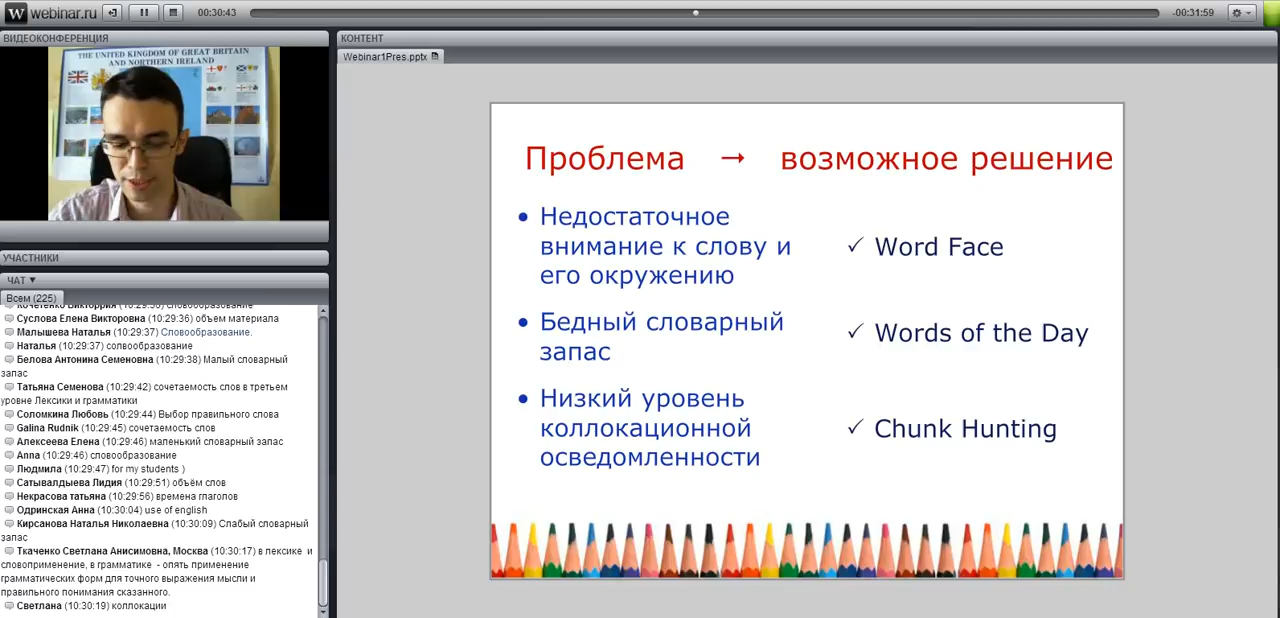 webinar.ru
00:30:43
-00:31:59
ВИДЕОКОНФЕРЕНЦИЯ
THE UNITED KINGDOM OF GREAT BRITAIN
AND NORTHERN IRELAND
УЧАСТНИКИ
ЧАТ
Всем (225)
Суслова Елена Викторовна (10:29:36) объем материала
Малышева Наталья (10:29:37) Словообразование.
Наталья (10:29:37) солвообразование
Белова Антонина Семеновна (10:29:38) Малый словарный
запас
Татьяна Семенова (10:29:42) сочетаемость слов в третьем
уровне Лексики и грамматики
Соломкина Любовь (10:29:44) Выбор правильного слова
Galina Rudnik (10:29:45) сочетаемость слов
Алексеева Елена (10:29:46) маленький словарный запас
Anna (10:29:46) словообразование
Людмила (10:29:47) for my students )
Сатывалдыева Лидия (10:29:51) объём слов
Некрасова татьяна (10:29:56) времена глаголов
Одринская Анна (10:30:04) use of english
Кирсанова Наталья Николаевна (10:30:09) Слабый словарный
запас
Ткаченко Светлана Анисимовна, Москва (10:30:17) в лексике и
словоприменение, в грамматике - опять применение
грамматических форм для точного выражения мысли и
правильного понимания сказанного.
Светлана (10:30:19) коллокации
КОНТЕНТ
Webinar1Pres.pptx
Проблема → возможное решение
• Недостаточное
внимание к слову и
его окружению
✓ Word Face
• Бедный словарный
запас
✓ Words of the Day
• Низкий уровень
коллокационной
осведомленности
✓ Chunk Hunting